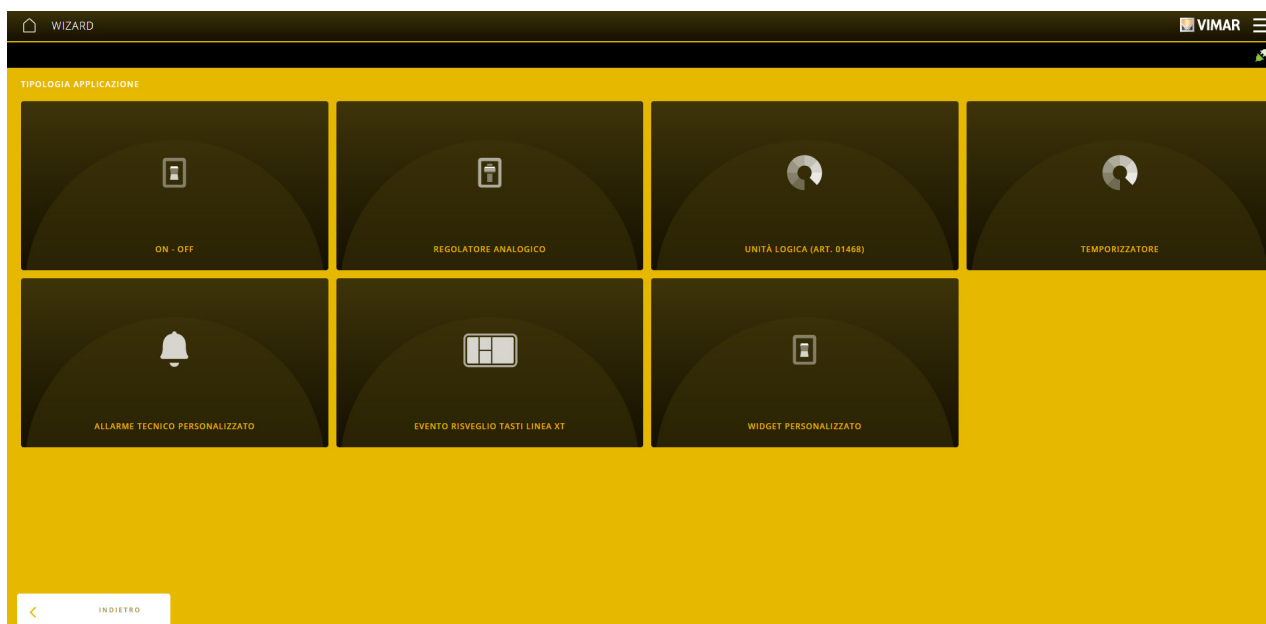 WIZARD
VIMAR
TIPOLOGIA APPLICAZIONE
ON - OFF
REGOLATORE ANALOGICO
UNITÀ LOGICA (ART. 01468)
TEMPORIZZATORE
ALLARME TECNICO PERSONALIZZATO
EVENTO RISVEGLIO TASTI LINEA XT
WIDGET PERSONALIZZATO
INDIETRO